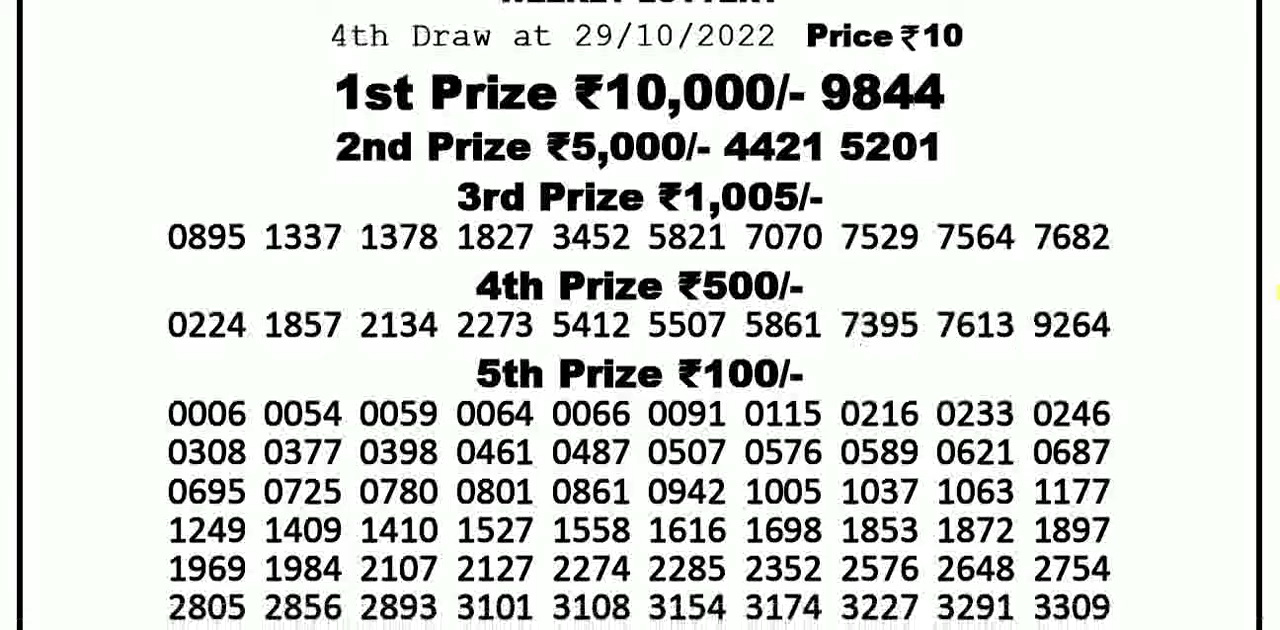 WEEKLY LOTTERY
4th Draw at 29/10/2022 Price ₹10
1st Prize ₹10,000/- 9844
2nd Prize ₹5,000/- 4421 5201
3rd Prize ₹1,005/-
0895 1337 1378 1827 3452 5821 7070 7529 7564 7682
4th Prize ₹500/-
0224 1857 2134 2273 5412 5507 5861 7395 7613 9264
5th Prize ₹100/-
0006 0054 0059 0064 0066 0091 0115 0216 0233 0246
0308 0377 0398 0461 0487 0507 0576 0589 0621 0687
0695 0725 0780 0801 0861 0942 1005 1037 1063 1177
1249 1409 1410 1527 1558 1616 1698 1853 1872 1897
1969 1984 2107 2127 2274 2285 2352 2576 2648 2754
2805 2856 2893 3101 3108 3154 3174 3227 3291 3309